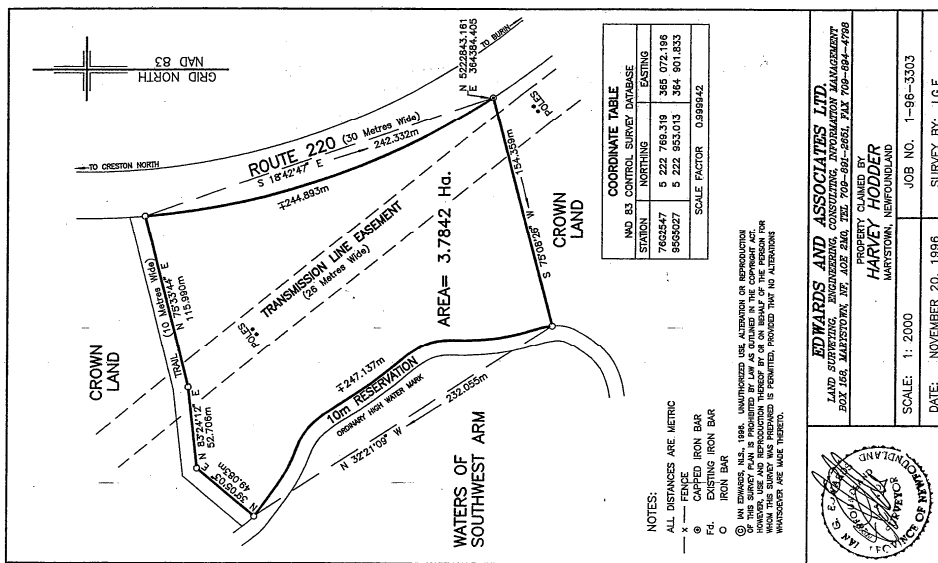 GRID NORTH
NAD 83
TO CRESTON NORTH
ROUTE 220 (30 Metres Wide)
S 18°42'47" E
242.332m
∓244.893m
N 5222843.161
E 364384.405
TO BURIN
POLES
TRANSMISSION LINE EASEMENT
(25 Metres Wide)
POLES
CROWN
LAND
TRAIL (10 Metres Wide)
N 75°33'44" E
115.990m
N 83°24'12" E
52.706m
N 39°05'03" E
49.083m
AREA= 3.7842 Ha.
S 75°08'26" W
154.359m
CROWN
LAND
∓247.137m
10m RESERVATION
ORDINARY HIGH WATER MARK
N 32°21'09" W
232.055m
WATERS OF
SOUTHWEST ARM
COORDINATE TABLE
NAD 83 CONTROL SURVEY DATABASE
STATION NORTHING EASTING
76G2547 5 222 769.319 365 072.196
95G5027 5 222 953.013 364 901.833
SCALE FACTOR 0.999942
NOTES:
ALL DISTANCES ARE METRIC
x FENCE
CAPPED IRON BAR
Fd. EXISTING IRON BAR
IRON BAR
© IAN EDWARDS, NLS, 1996. UNAUTHORIZED USE, ALTERATION OR REPRODUCTION
OF THIS SURVEY PLAN IS PROHIBITED BY LAW AS OUTLINED IN THE COPYRIGHT ACT.
HOWEVER, USE AND REPRODUCTION THEREOF BY OR ON BEHALF OF THE PERSON FOR
WHOM THIS SURVEY WAS PREPARED IS PERMITTED, PROVIDED THAT NO ALTERATIONS
WHATSOEVER ARE MADE THERETO.
EDWARDS AND ASSOCIATES LTD.
LAND SURVEYING, ENGINEERING, CONSULTING, INFORMATION MANAGEMENT
BOX 158, MARYSTOWN, NF, AOE 2MO, TEL 709-891-2651, FAX 709-894-4798
PROPERTY CLAIMED BY
HARVEY HODDER
MARYSTOWN, NEWFOUNDLAND
SCALE: 1: 2000
JOB NO. 1-96-3303
DATE: NOVEMBER 20, 1996
SURVEY BY: I.G.E.
IAN G.
SURVEYOR
OF NEWFOUNDLAND